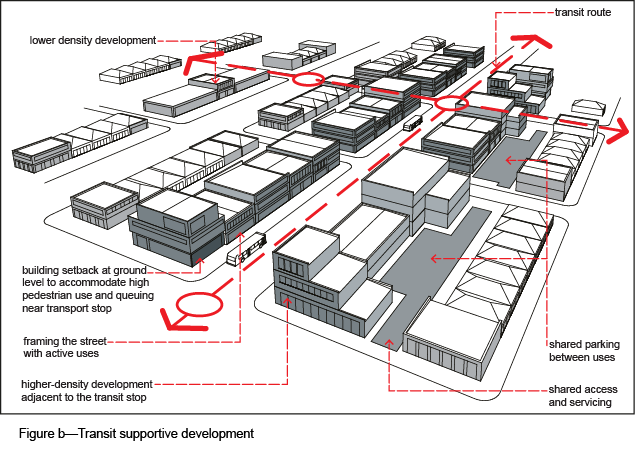 transit route
lower density development
building setback at ground
level to accommodate high
pedestrian use and queuing
near transport stop
framing the street
with active uses
higher-density development
adjacent to the transit stop
shared parking
between uses
shared access
and servicing
Figure b—Transit supportive development